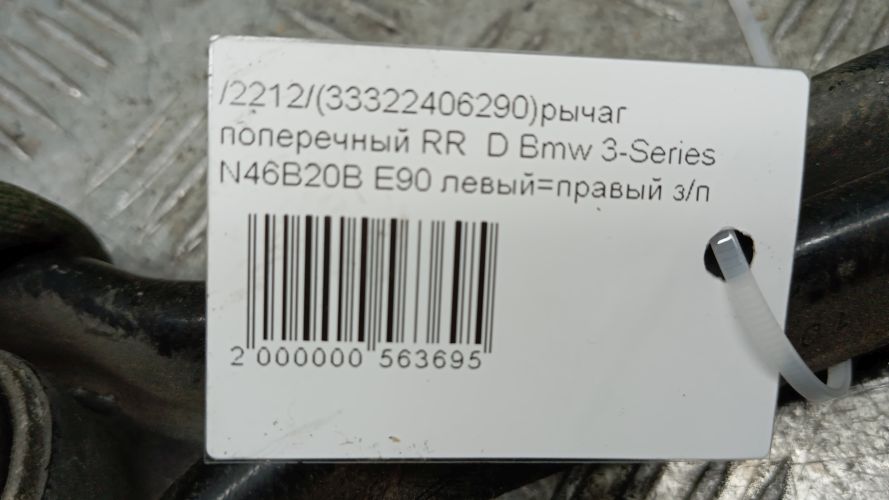 /2212/(33322406290)рычаг
поперечный RR  D Bmw 3-Series
N46B20B E90 левый=правый з/п
2 000000 563695